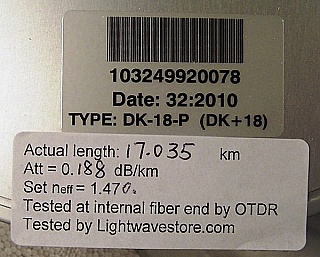 103249920078
Date: 32:2010
TYPE: DK-18-P (DK+18)
Actual length: 17.035 km
Att = 0.188 dB/km
Set neff = 1.470.
Tested at internal fiber end by OTDR
Tested by Lightwavestore.com